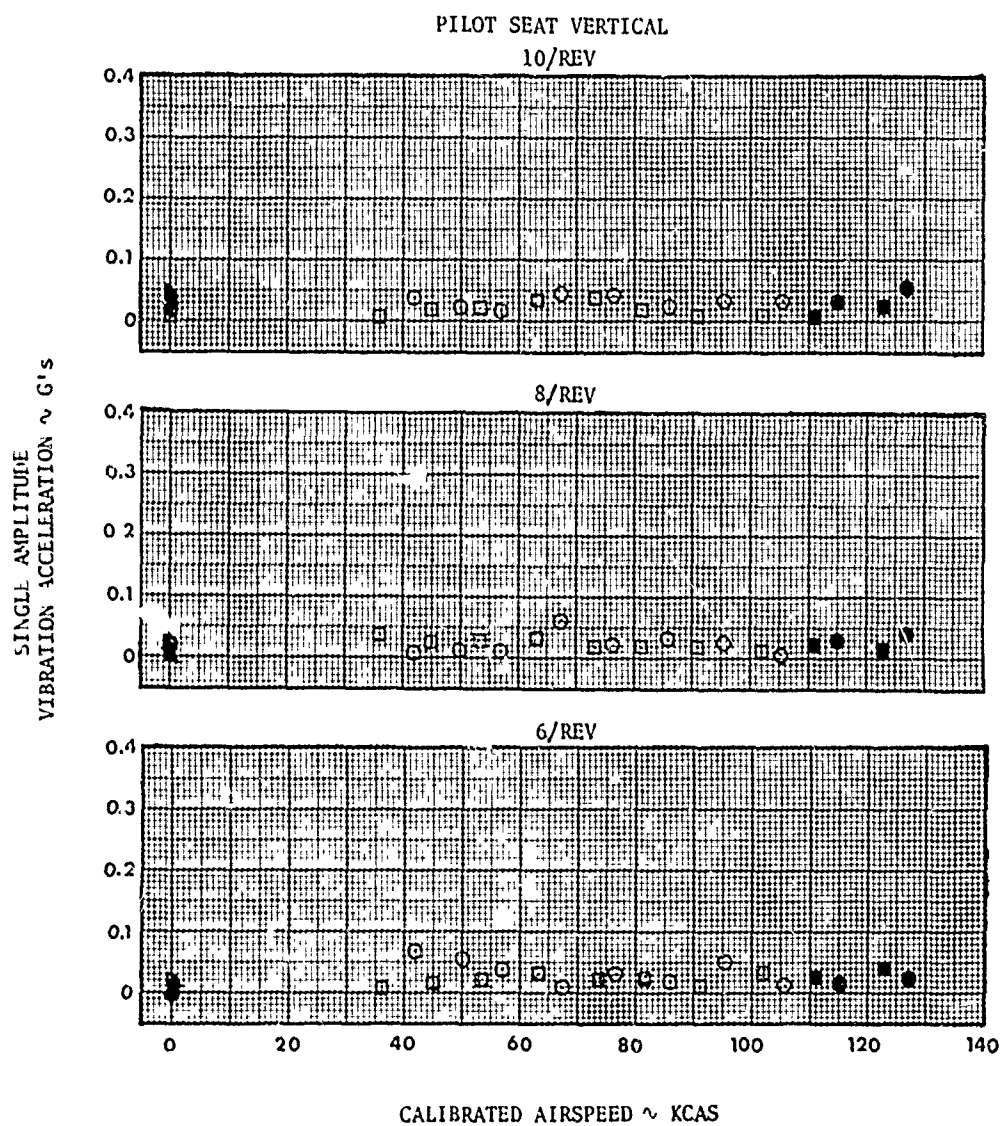 PILOT SEAT VERTICAL
10/REV
0.4
0.3
0.2
0.1
0
8/REV
0.4
0.3
0.2
0.1
0
6/REV
0.4
0.3
0.2
0.1
0
0 20 40 60 80 100 120 140
SINGLE AMPLITUDE
VIBRATION ACCELERATION ~ G's
CALIBRATED AIRSPEED ~ KCAS